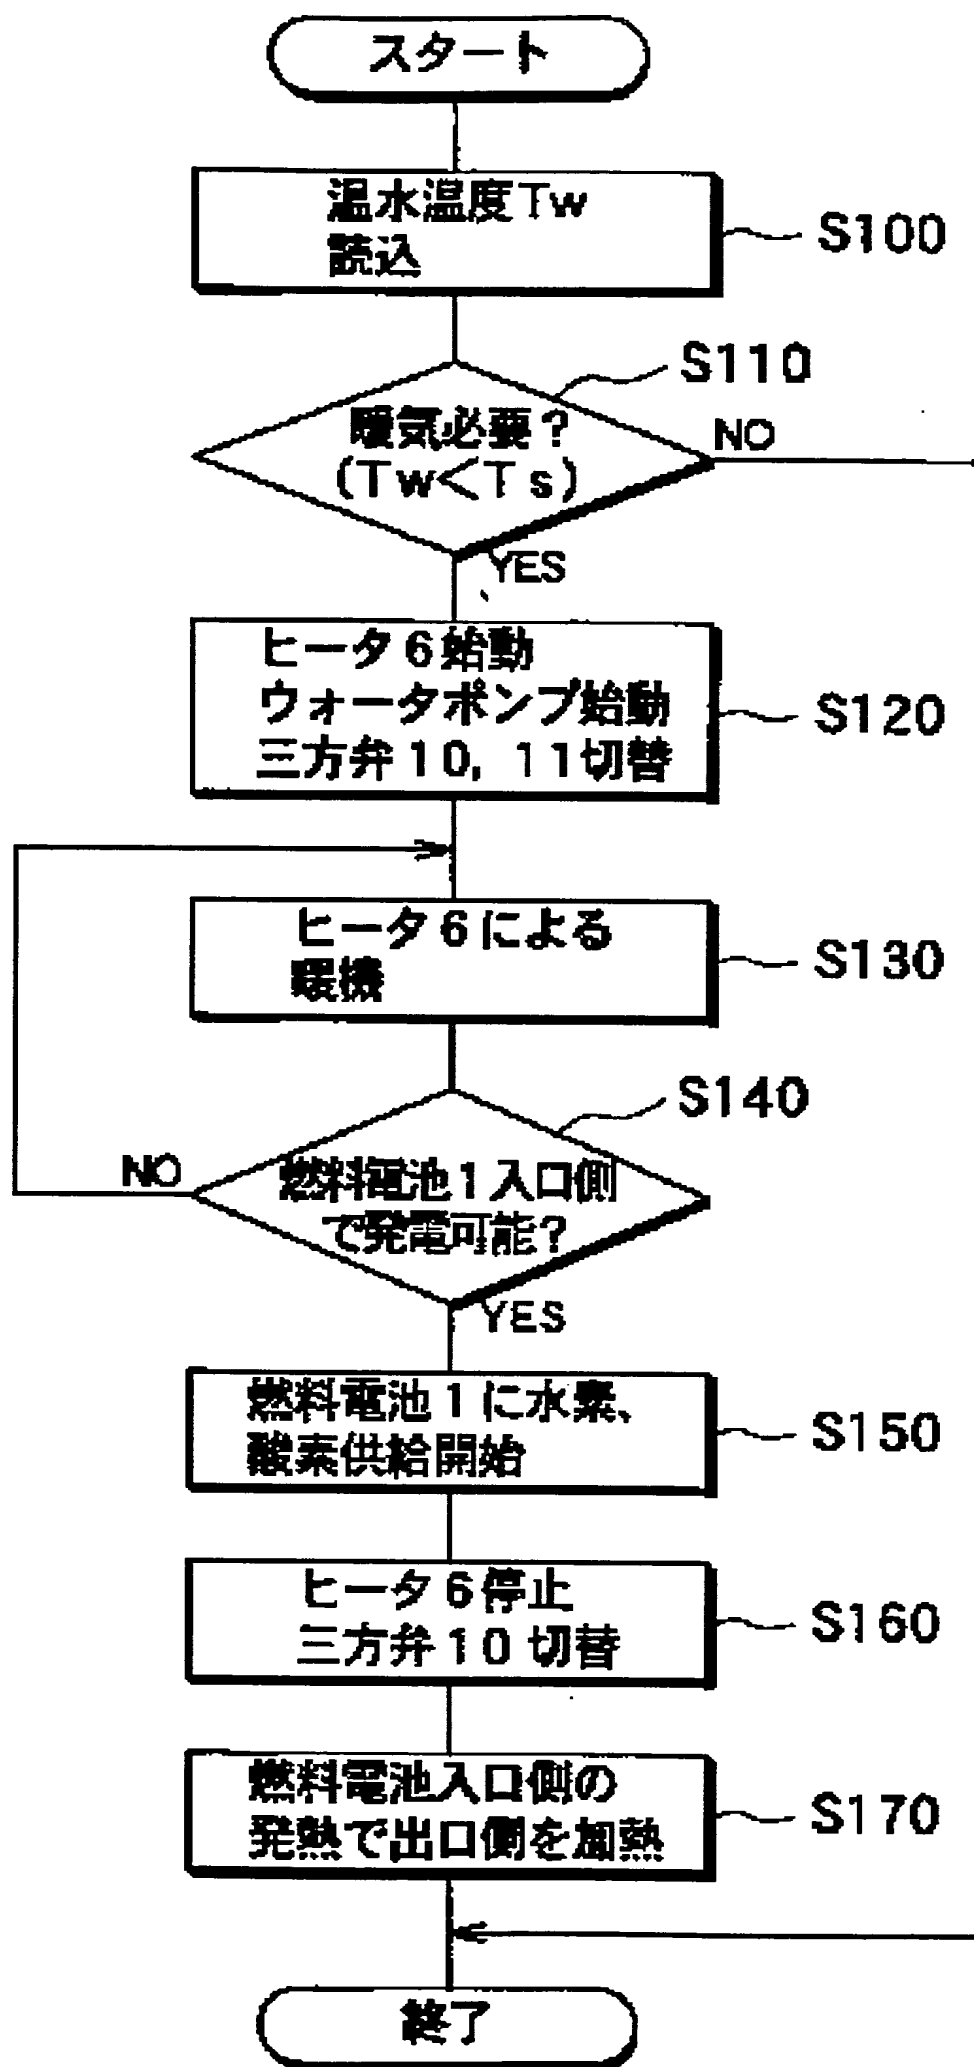 スタート
温水温度Tw
読込
S100
S110
暖気必要？
(Tw<Ts)
NO
YES
ヒータ6始動
ウォータポンプ始動
三方弁10，11切替
S120
ヒータ6による
暖機
S130
S140
NO
燃料電池1入口側
で発電可能？
YES
燃料電池1に水素、
酸素供給開始
S150
ヒータ6停止
三方弁10切替
S160
燃料電池入口側の
発熱で出口側を加熱
S170
終了